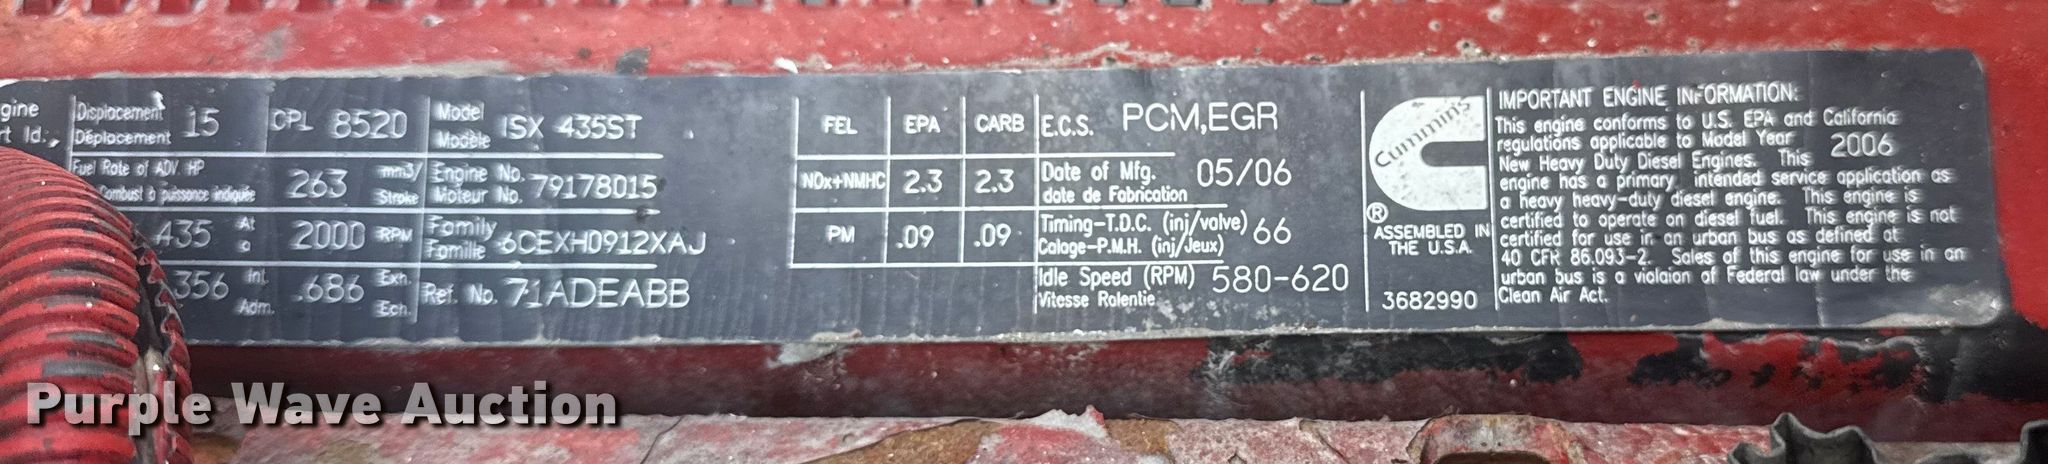 gine
rt Id.,
Displacement 15
Déplacement
CPL 8520
Fuel Rate of ADV. HP
Combust à puissance indiquée
263 mm3/
Stroke
435 At
a
2000 RPM
.356 Int.
Adm.
.686 Exh.
Ech.
Model
Modèle ISX 435ST
Engine No.
Moteur No. 79178015
Family
Famille 6CEXH0912XAJ
Ref. No. 71ADEABB
FEL EPA CARB
NOx+NMHC 2.3 2.3
PM .09 .09
E.C.S. PCM,EGR
Date of Mfg. 05/06
date de Fabrication
Timing-T.D.C. (inj/valve) 66
Calage-P.M.H. (inj/Jeux)
Idle Speed (RPM) 580-620
Vitesse Ralentie
Cummins
®
ASSEMBLED IN
THE U.S.A.
3682990
IMPORTANT ENGINE INFORMATION:
This engine conforms to U.S. EPA and California
regulations applicable to Model Year 2006
New Heavy Duty Diesel Engines. This
engine has a primary intended service application as
a heavy heavy-duty diesel engine. This engine is
certified to operate on diesel fuel. This engine is not
certified for use in an urban bus as defined at
40 CFR 86.093-2. Sales of this engine for use in an
urban bus is a violaion of Federal law under the
Clean Air Act.
Purple Wave Auction